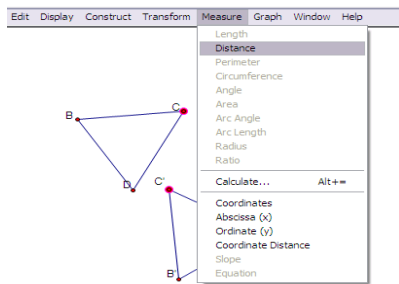 Edit Display Construct Transform Measure Graph Window Help
Length
Distance
Perimeter
Circumference
Angle
Area
Arc Angle
Arc Length
Radius
Ratio
Calculate... Alt+=
Coordinates
Abscissa (x)
Ordinate (y)
Coordinate Distance
Slope
Equation
B
C
D
C'
B'